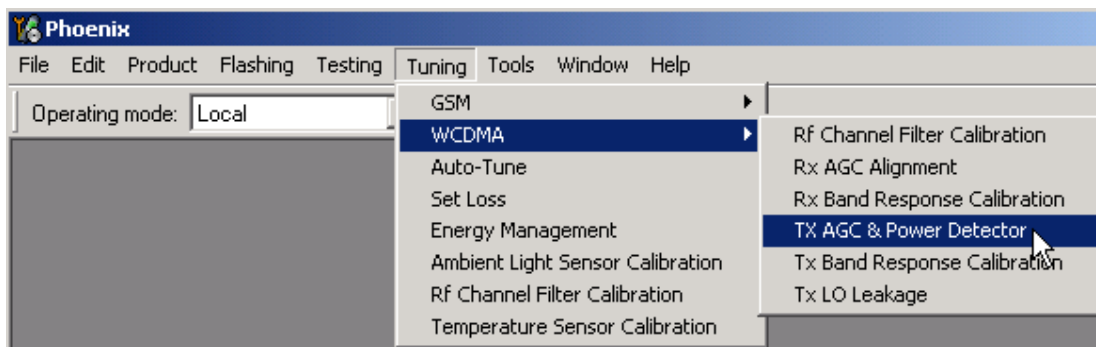 Phoenix
File Edit Product Flashing Testing Tuning Tools Window Help
Operating mode: Local
GSM
WCDMA
Auto-Tune
Set Loss
Energy Management
Ambient Light Sensor Calibration
Rf Channel Filter Calibration
Temperature Sensor Calibration
Rf Channel Filter Calibration
Rx AGC Alignment
Rx Band Response Calibration
TX AGC & Power Detector
Tx Band Response Calibration
Tx LO Leakage